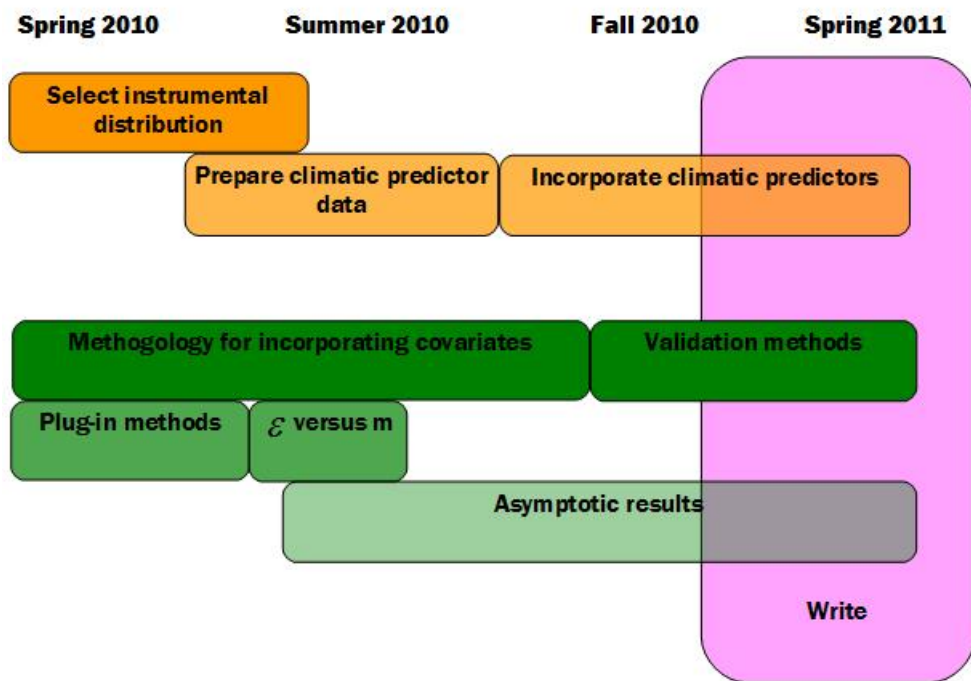 Spring 2010 Summer 2010 Fall 2010 Spring 2011
Select instrumental
distribution
Prepare climatic predictor
data
Incorporate climatic predictors
Methogology for incorporating covariates
Validation methods
Plug-in methods
ε versus m
Asymptotic results
Write